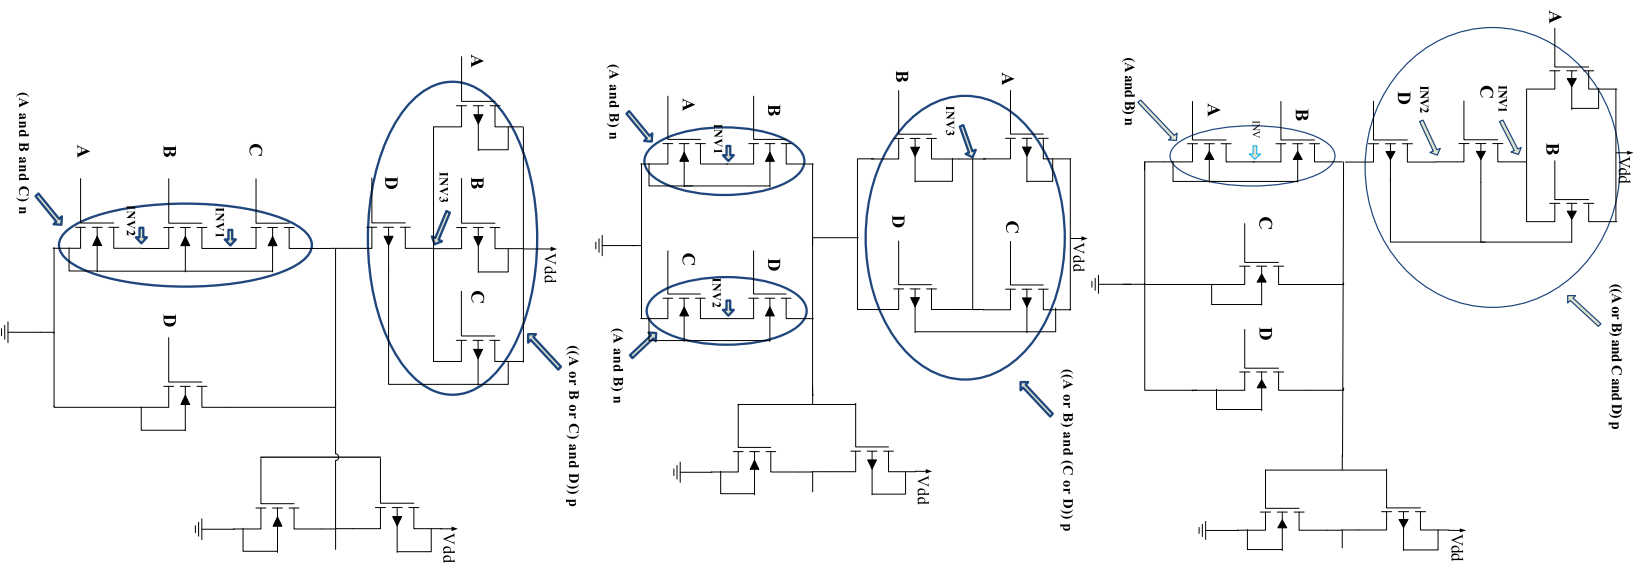 Vdd
((A or B) and C and D) p
A
B
INV1
C
INV2
D
Vdd
B
C
D
INV
A
(A and B) n
Vdd
((A or B) and (C or D)) p
A
C
INV3
B
D
Vdd
B
D
INV1
INV2
A
C
(A and B) n
(A and B) n
((A or B or C) and D)) p
Vdd
A
B
C
INV3
D
Vdd
C
INV1
B
D
INV2
A
(A and B and C) n